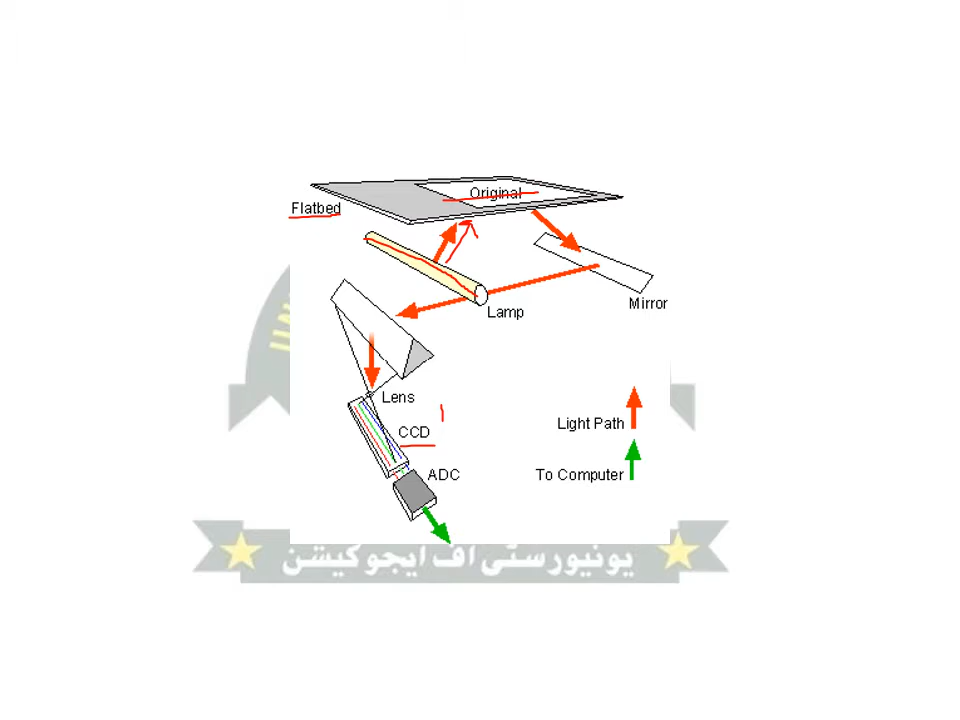 Original
Flatbed
Mirror
Lamp
Lens
Light Path
CCD
To Computer
ADC
یونیورسٹی آف ایجوکیشن